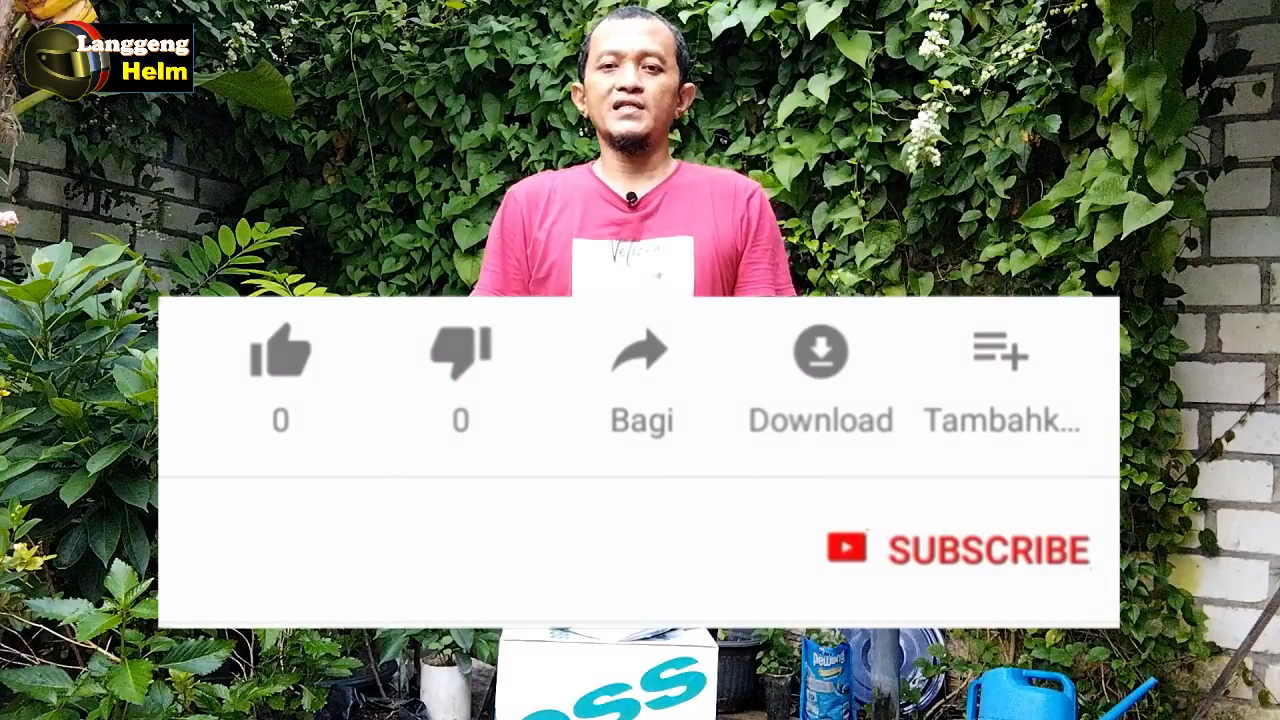 Langgeng
Helm
0
0
Bagi
Download
Tambahk...
SUBSCRIBE